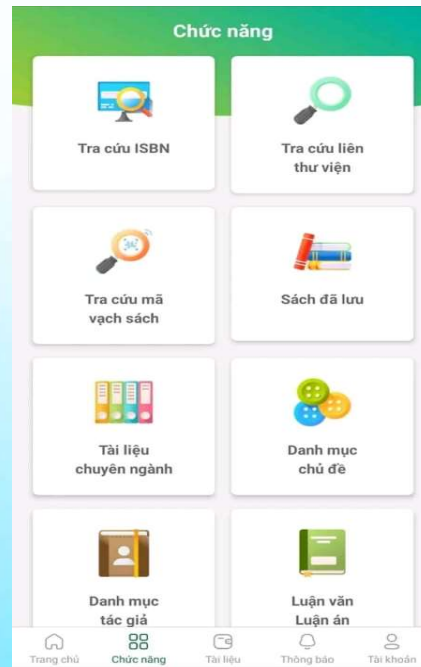 Chức năng
Tra cứu ISBN
Tra cứu liên
thư viện
Tra cứu mã
vạch sách
Sách đã lưu
Tài liệu
chuyên ngành
Danh mục
chủ đề
Danh mục
tác giả
Luận văn
Luận án
Trang chủ
Chức năng
Tài liệu
Thông báo
Tài khoản